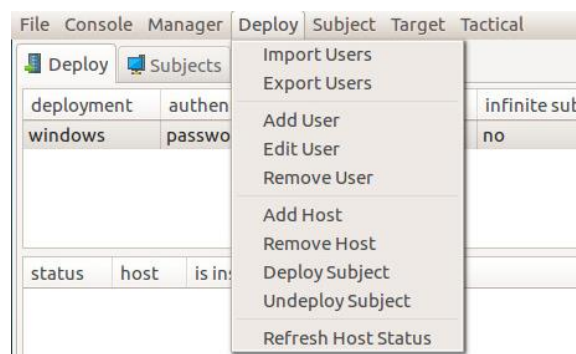 File Console Manager Deploy Subject Target Tactical
Deploy Subjects
Import Users
Export Users
Add User
Edit User
Remove User
Add Host
Remove Host
Deploy Subject
Undeploy Subject
Refresh Host Status
deployment authen infinite sub
windows passwo no
status host is ins